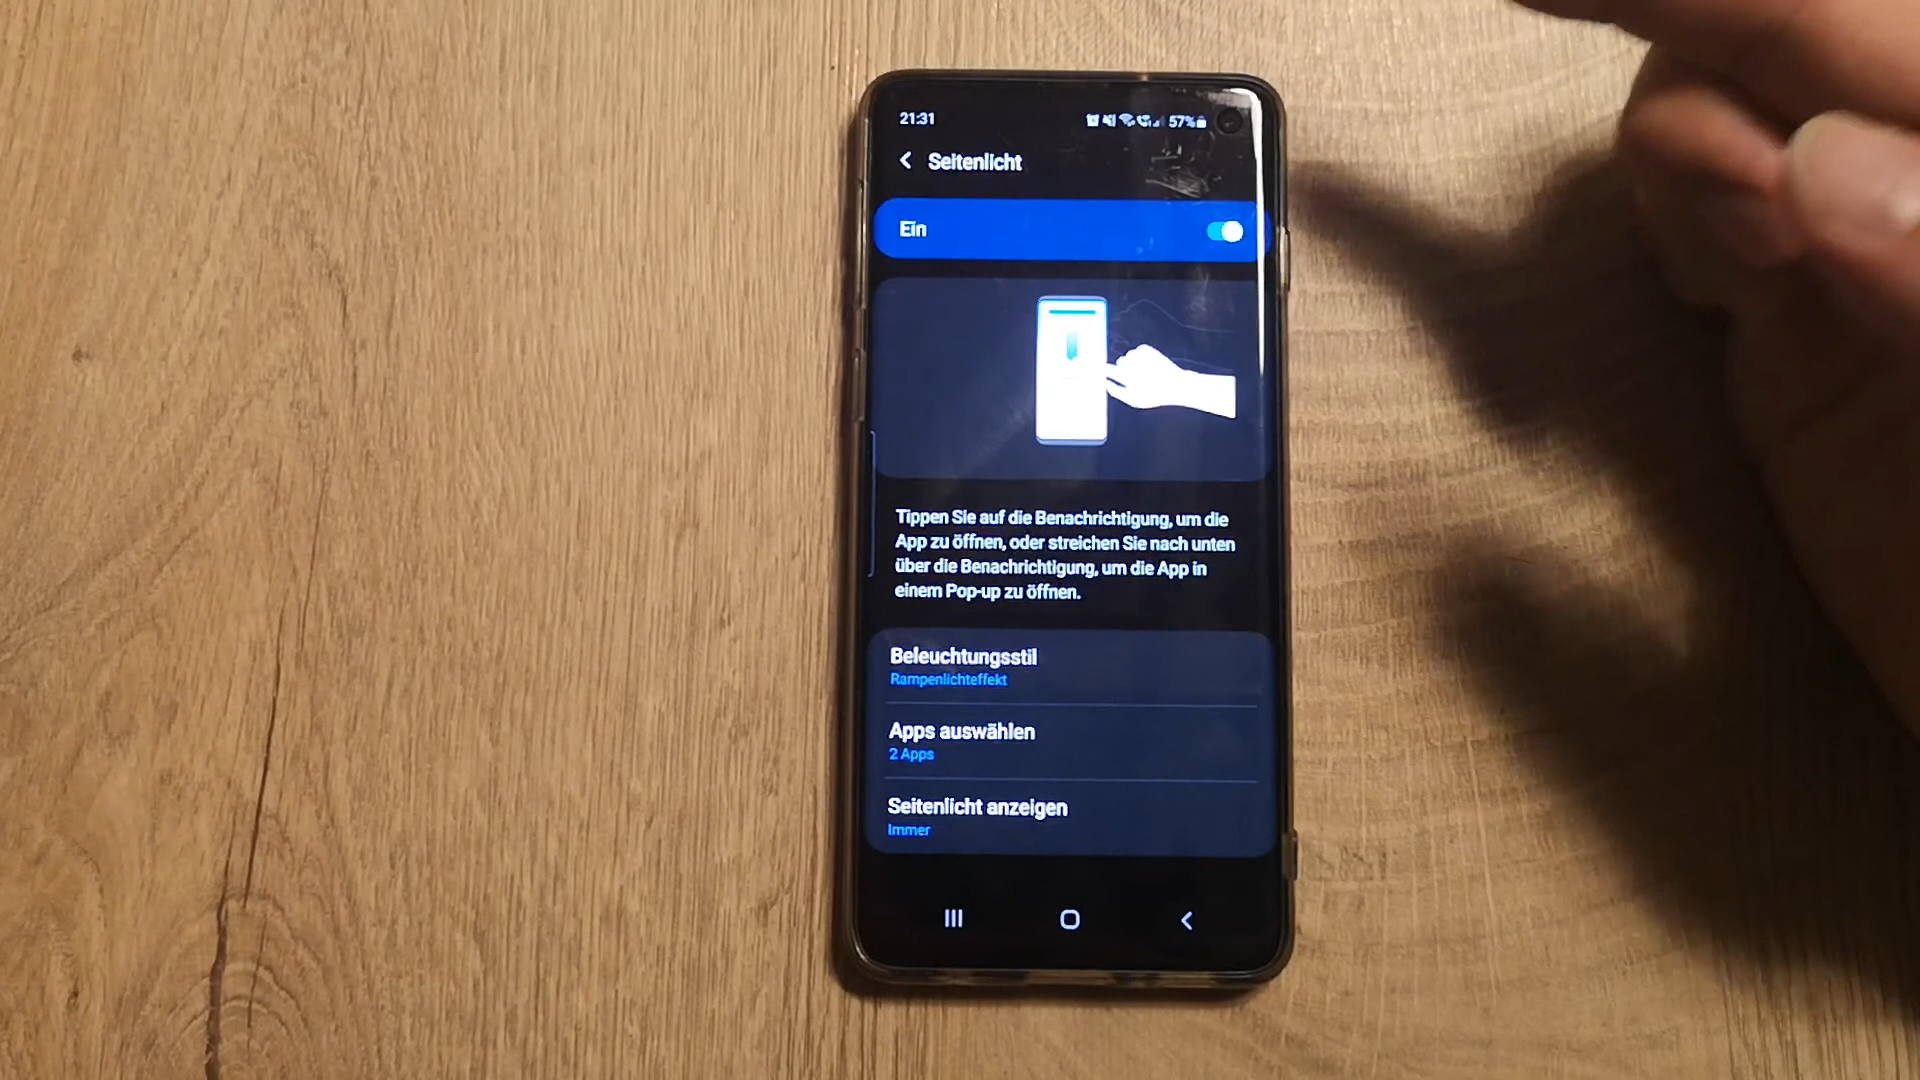 21:31
57%
Seitenlicht
Ein
Tippen Sie auf die Benachrichtigung, um die
App zu öffnen, oder streichen Sie nach unten
über die Benachrichtigung, um die App in
einem Pop-up zu öffnen.
Beleuchtungsstil
Rampenlichteffekt
Apps auswählen
2 Apps
Seitenlicht anzeigen
Immer